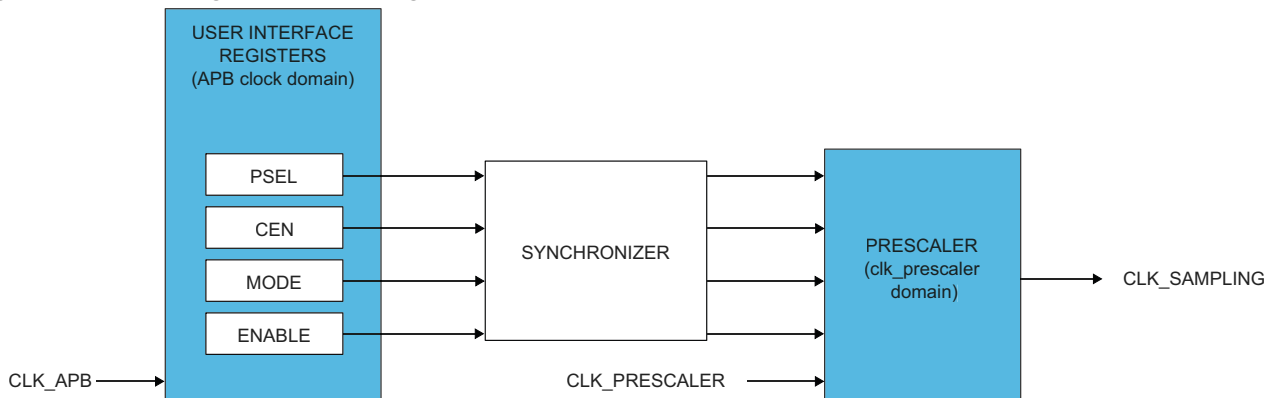 USER INTERFACE
REGISTERS
(APB clock domain)
PSEL
CEN
MODE
ENABLE
SYNCHRONIZER
PRESCALER
(clk_prescaler
domain)
CLK_SAMPLING
CLK_APB
CLK_PRESCALER